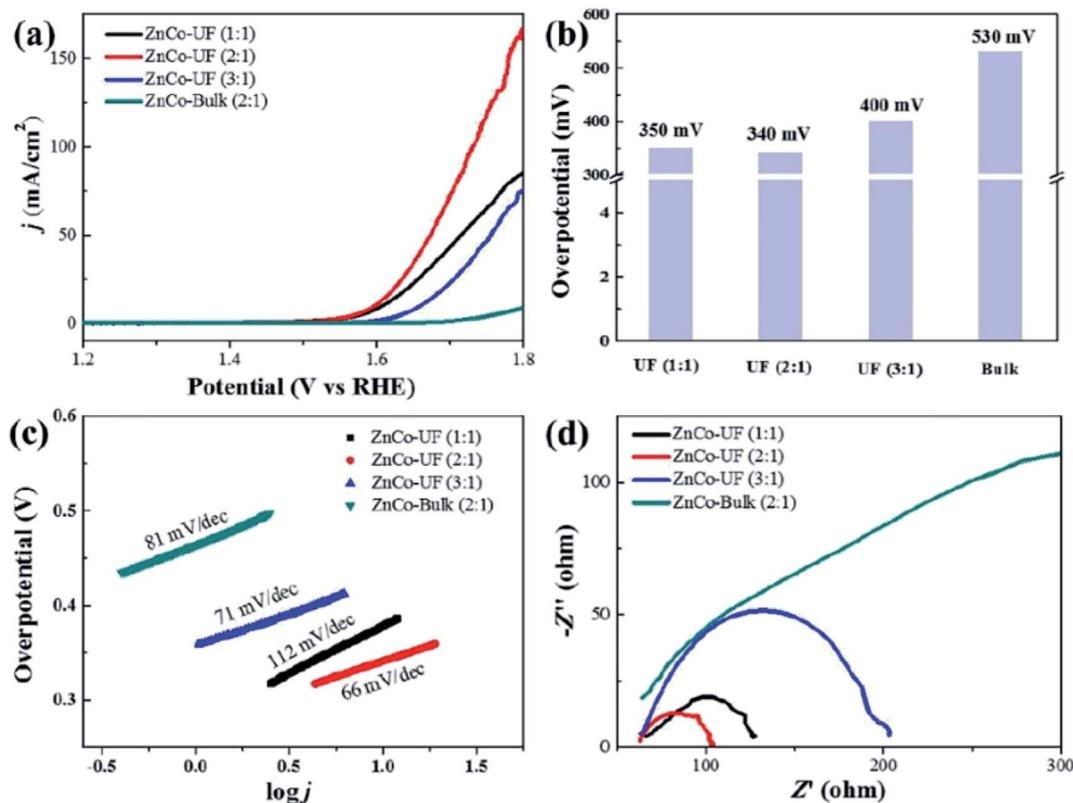 (a)
ZnCo-UF (1:1)
ZnCo-UF (2:1)
ZnCo-UF (3:1)
ZnCo-Bulk (2:1)
150
100
50
0
j (mA/cm²)
1.2 1.4 1.6 1.8
Potential (V vs RHE)
(b)
600
500
400
300
4
2
0
Overpotential (mV)
350 mV
340 mV
400 mV
530 mV
UF (1:1) UF (2:1) UF (3:1) Bulk
(c)
ZnCo-UF (1:1)
ZnCo-UF (2:1)
ZnCo-UF (3:1)
ZnCo-Bulk (2:1)
0.6
0.5
0.4
0.3
Overpotential (V)
81 mV/dec
71 mV/dec
112 mV/dec
66 mV/dec
-0.5 0.0 0.5 1.0 1.5
log j
(d)
ZnCo-UF (1:1)
ZnCo-UF (2:1)
ZnCo-UF (3:1)
ZnCo-Bulk (2:1)
100
50
0
-Z'' (ohm)
100 200 300
Z' (ohm)